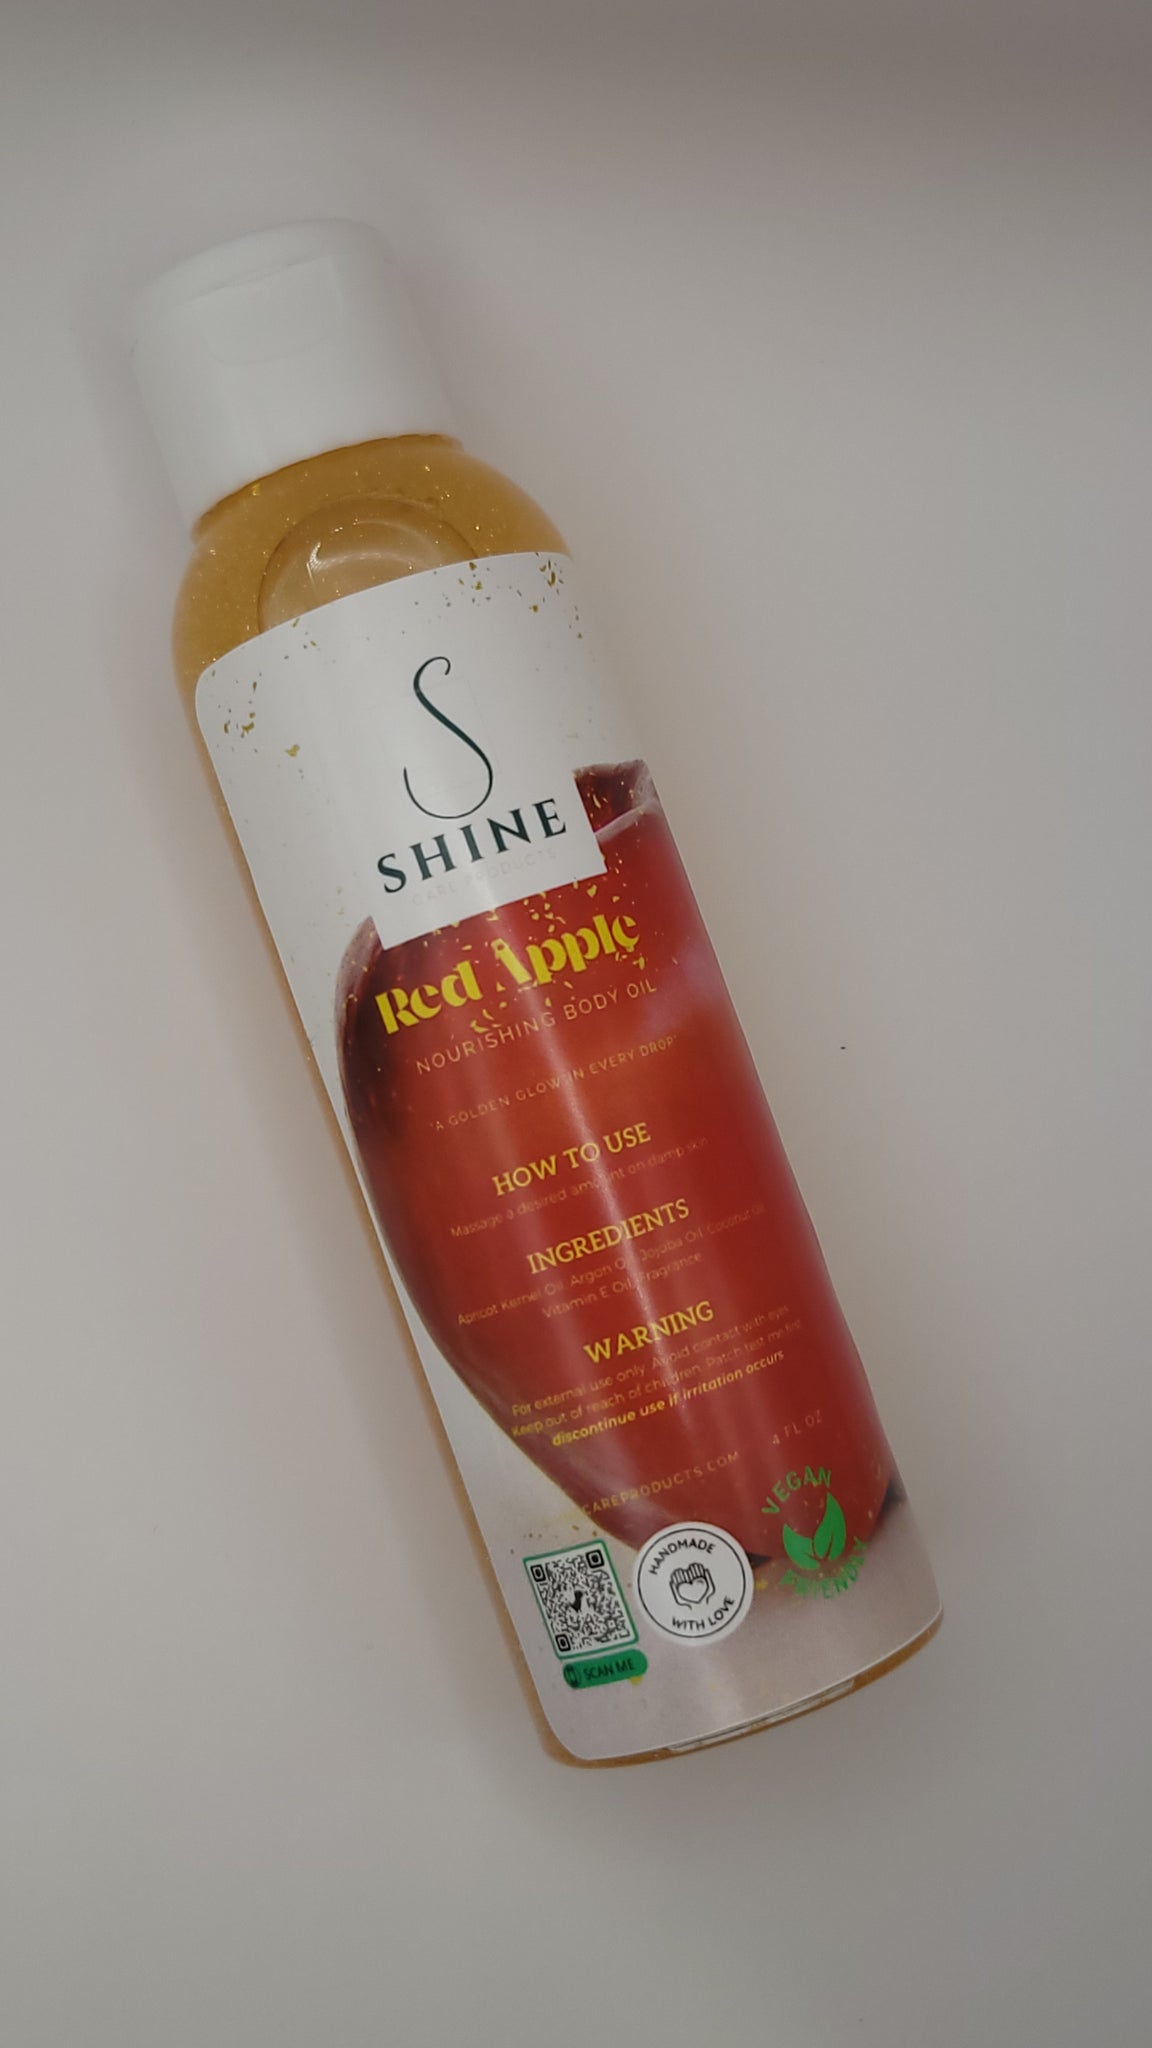 S
SHINE
CARE PRODUCTS
Red Apple
NOURISHING BODY OIL
"A GOLDEN GLOW IN EVERY DROP"
HOW TO USE
Massage a desired amount on damp skin
INGREDIENTS
Apricot Kernel Oil, Argon Oil, Jojoba Oil, Coconut Oil,
Vitamin E Oil, Fragrance
WARNING
For external use only. Avoid contact with eyes
Keep out of reach of children. Patch test me first
discontinue use if irritation occurs
CAREPRODUCTS.COM 4 FL OZ
VEGAN
FRIENDLY
HANDMADE
WITH LOVE
SCAN ME